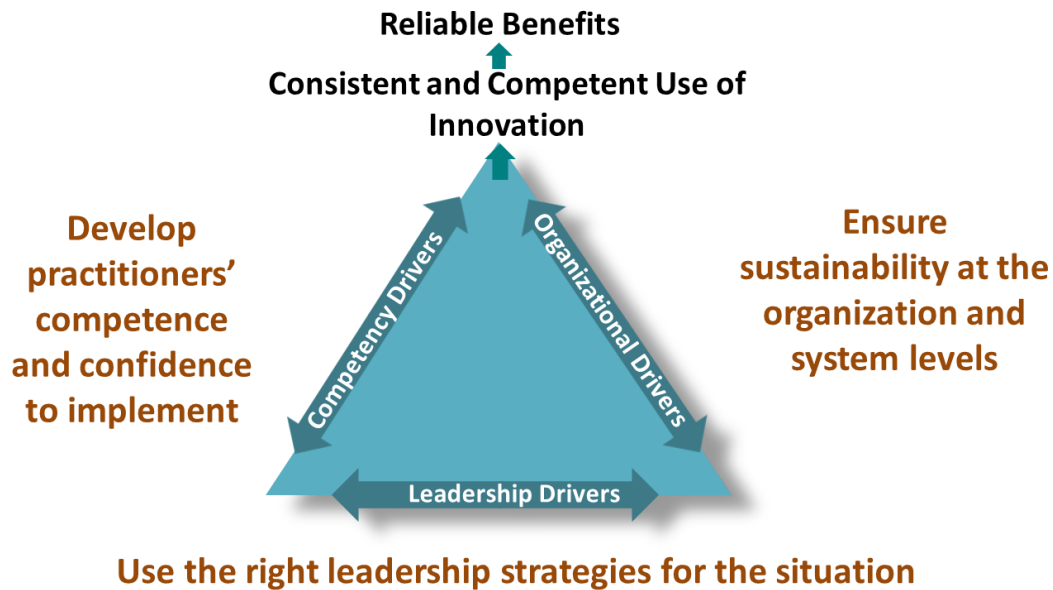 Reliable Benefits
Consistent and Competent Use of
Innovation
Develop
practitioners’
competence
and confidence
to implement
Competency Drivers
Organizational Drivers
Ensure
sustainability at the
organization and
system levels
Leadership Drivers
Use the right leadership strategies for the situation